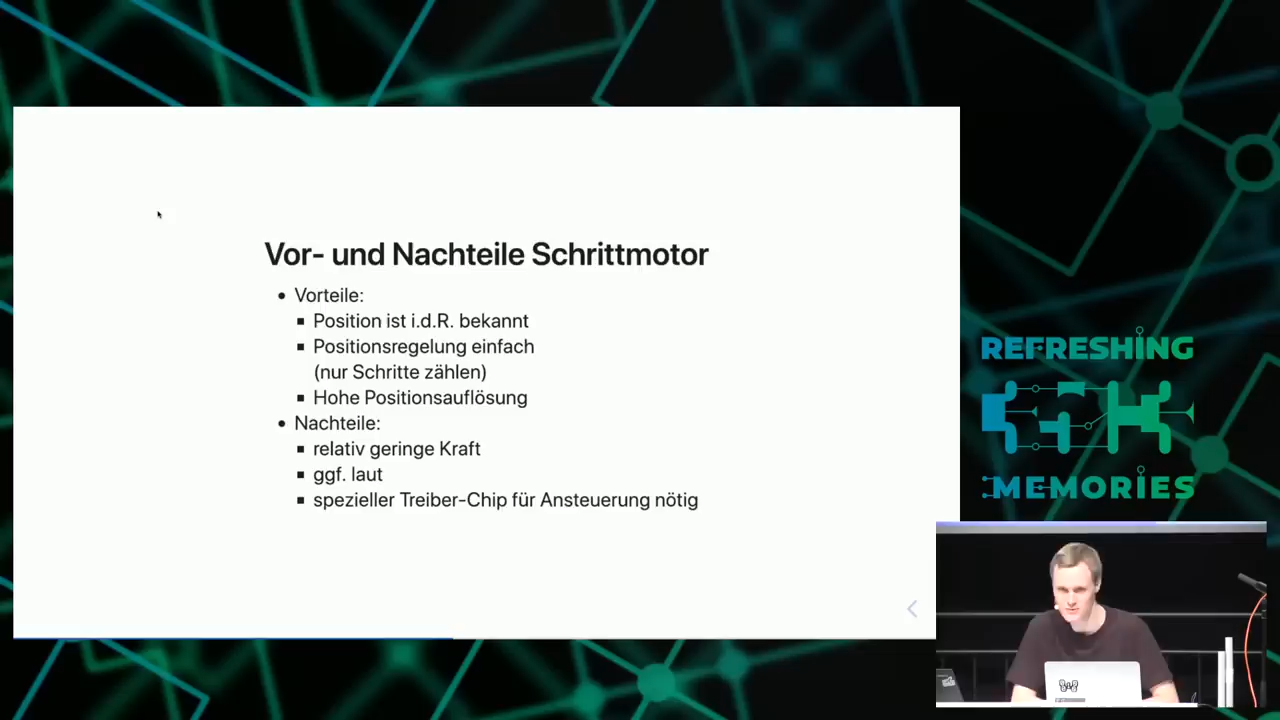 Vor- und Nachteile Schrittmotor
Vorteile:
Position ist i.d.R. bekannt
Positionsregelung einfach
(nur Schritte zählen)
Hohe Positionsauflösung
Nachteile:
relativ geringe Kraft
ggf. laut
spezieller Treiber-Chip für Ansteuerung nötig
REFRESHING
GPN
MEMORIES